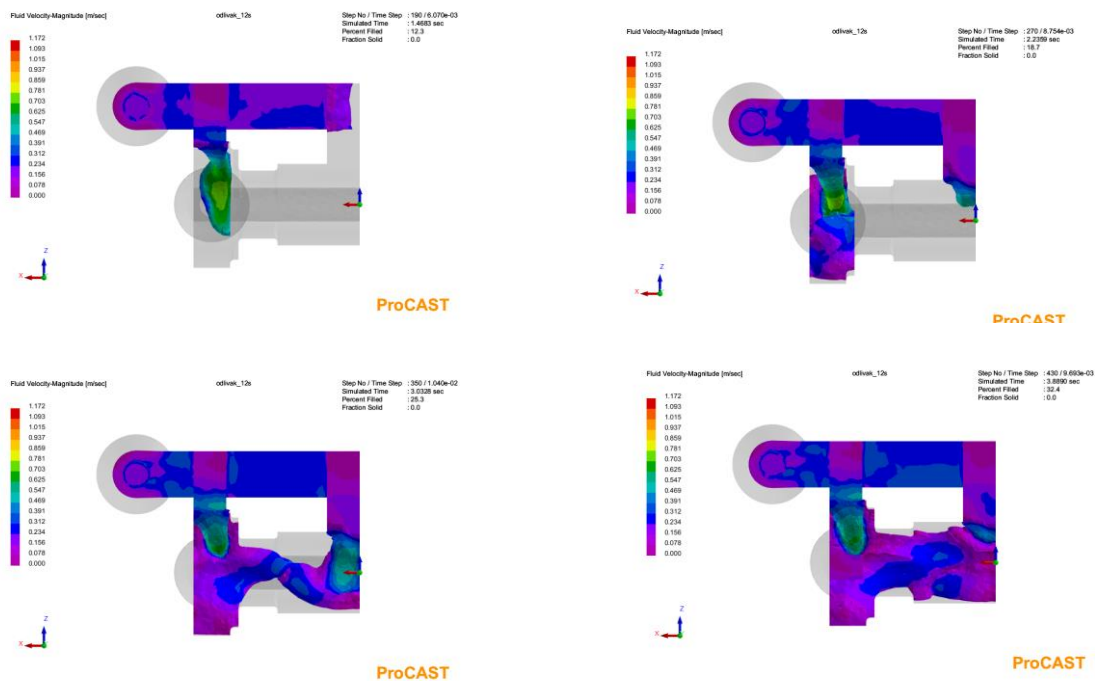 Fluid Velocity-Magnitude [m/sec]
odlivak_12s
Step No / Time Step : 190 / 6.070e-03
Simulated Time : 1.4683 sec
Percent Filled : 12.3
Fraction Solid : 0.0
1.172
1.093
1.015
0.937
0.859
0.781
0.703
0.625
0.547
0.469
0.391
0.312
0.234
0.156
0.078
0.000
Z
X
ProCAST
Fluid Velocity-Magnitude [m/sec]
odlivak_12s
Step No / Time Step : 270 / 8.754e-03
Simulated Time : 2.2359 sec
Percent Filled : 18.7
Fraction Solid : 0.0
1.172
1.093
1.015
0.937
0.859
0.781
0.703
0.625
0.547
0.469
0.391
0.312
0.234
0.156
0.078
0.000
Z
X
ProCAST
Fluid Velocity-Magnitude [m/sec]
odlivak_12s
Step No / Time Step : 350 / 1.040e-02
Simulated Time : 3.0328 sec
Percent Filled : 25.3
Fraction Solid : 0.0
1.172
1.093
1.015
0.937
0.859
0.781
0.703
0.625
0.547
0.469
0.391
0.312
0.234
0.156
0.078
0.000
Z
X
ProCAST
Fluid Velocity-Magnitude [m/sec]
odlivak_12s
Step No / Time Step : 430 / 9.693e-03
Simulated Time : 3.8890 sec
Percent Filled : 32.4
Fraction Solid : 0.0
1.172
1.093
1.015
0.937
0.859
0.781
0.703
0.625
0.547
0.469
0.391
0.312
0.234
0.156
0.078
0.000
Z
X
ProCAST